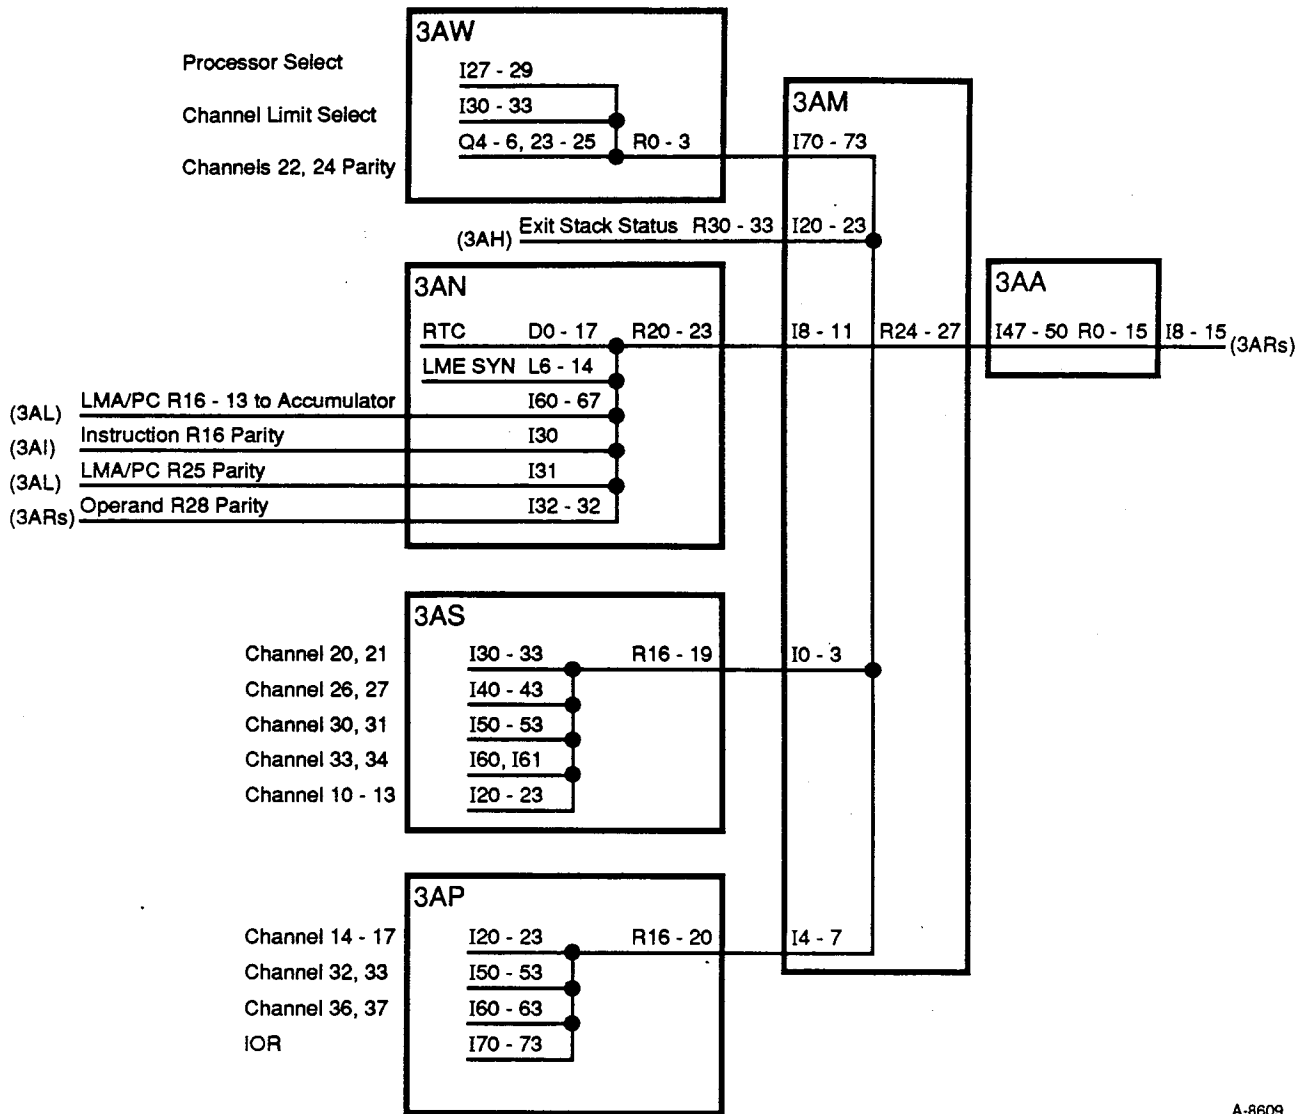 3AW
Processor Select I27 - 29
Channel Limit Select I30 - 33
Channels 22, 24 Parity Q4 - 6, 23 - 25 R0 - 3
3AM
I70 - 73
(3AH) Exit Stack Status R30 - 33 I20 - 23
3AN
RTC D0 - 17 R20 - 23 I8 - 11 R24 - 27
LME SYN L6 - 14
(3AL) LMA/PC R16 - 13 to Accumulator I60 - 67
(3AI) Instruction R16 Parity I30
(3AL) LMA/PC R25 Parity I31
(3ARs) Operand R28 Parity I32 - 32
3AA
I47 - 50 R0 - 15 I8 - 15 (3ARs)
3AS
Channel 20, 21 I30 - 33 R16 - 19 I0 - 3
Channel 26, 27 I40 - 43
Channel 30, 31 I50 - 53
Channel 33, 34 I60, I61
Channel 10 - 13 I20 - 23
3AP
Channel 14 - 17 I20 - 23 R16 - 20 I4 - 7
Channel 32, 33 I50 - 53
Channel 36, 37 I60 - 63
IOR I70 - 73
A-8609